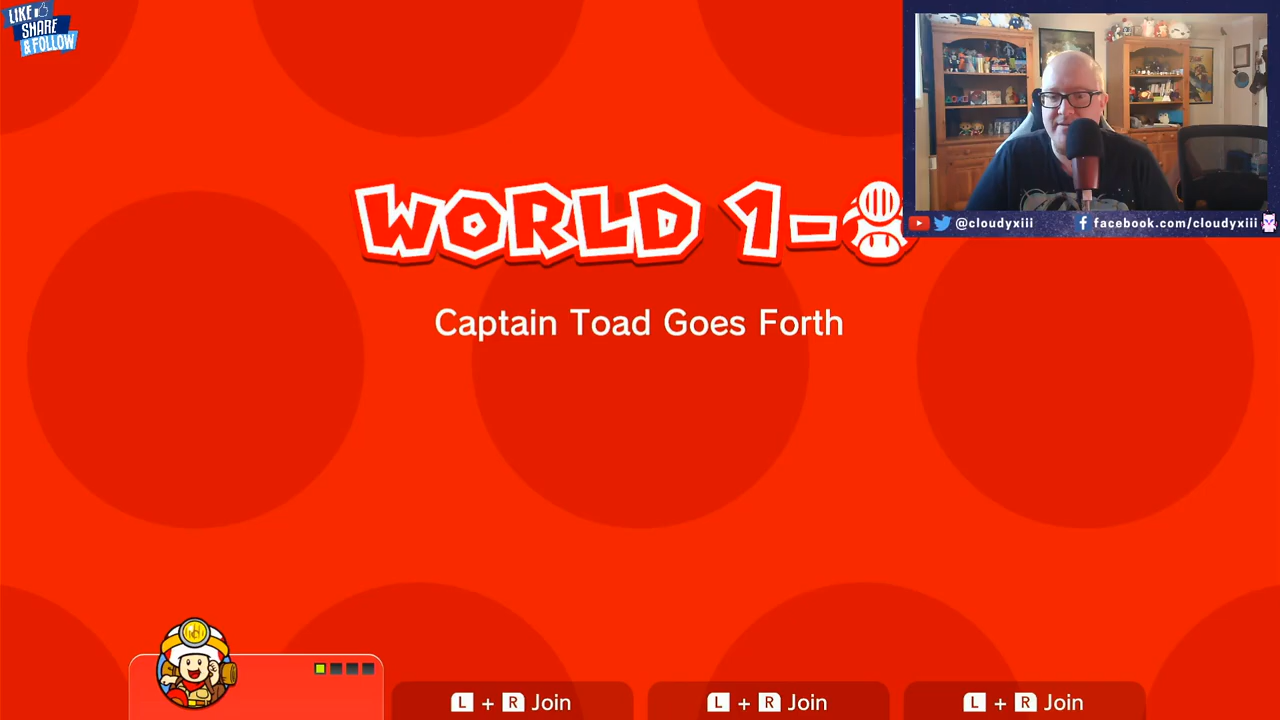 LIKE
SHARE
& FOLLOW
WORLD 1-
Captain Toad Goes Forth
@cloudyxiii
facebook.com/cloudyxiii
L + R Join
L + R Join
L + R Join